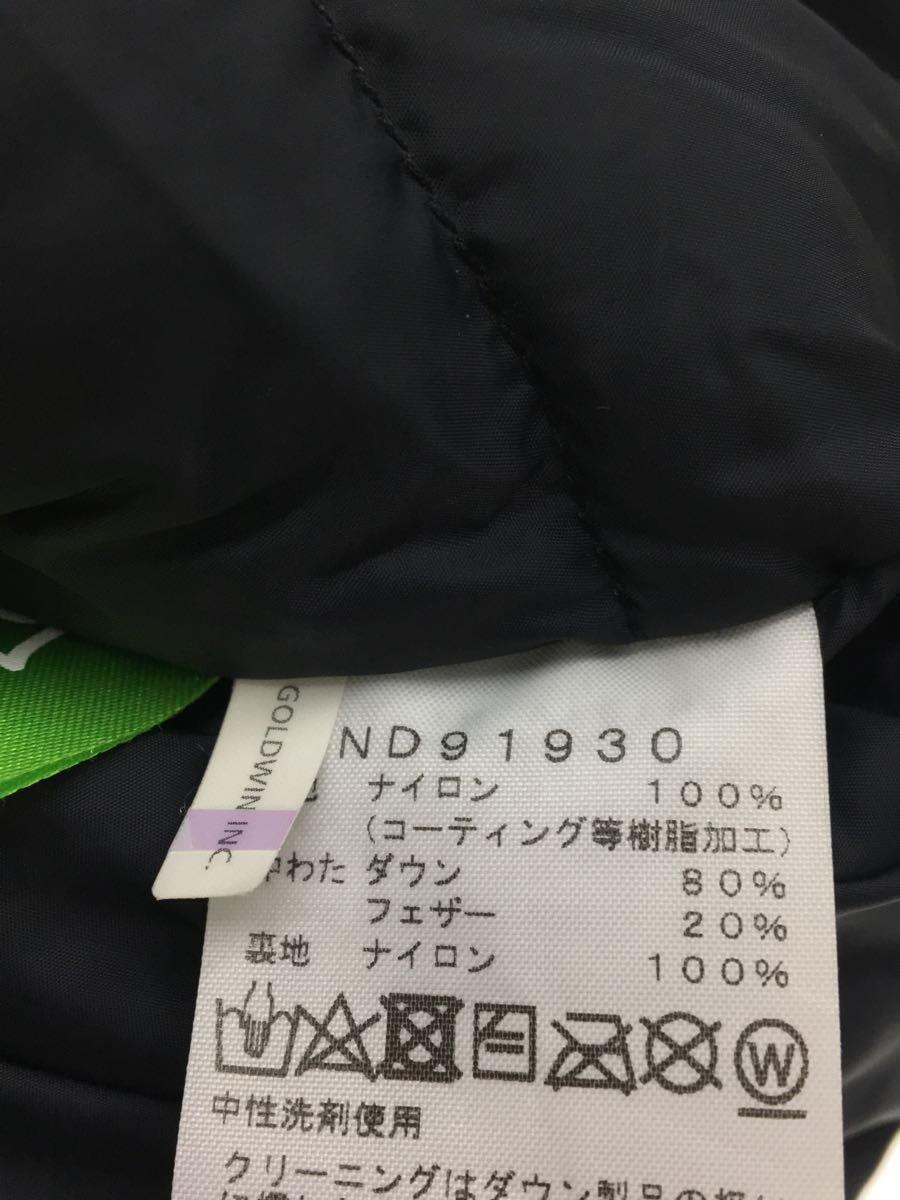 GOLDWIN INC.
ND91930
地 ナイロン 100%
(コーティング等樹脂加工)
中わた ダウン 80%
フェザー 20%
裏地 ナイロン 100%
W
中性洗剤使用
クリーニングはダウン製品の